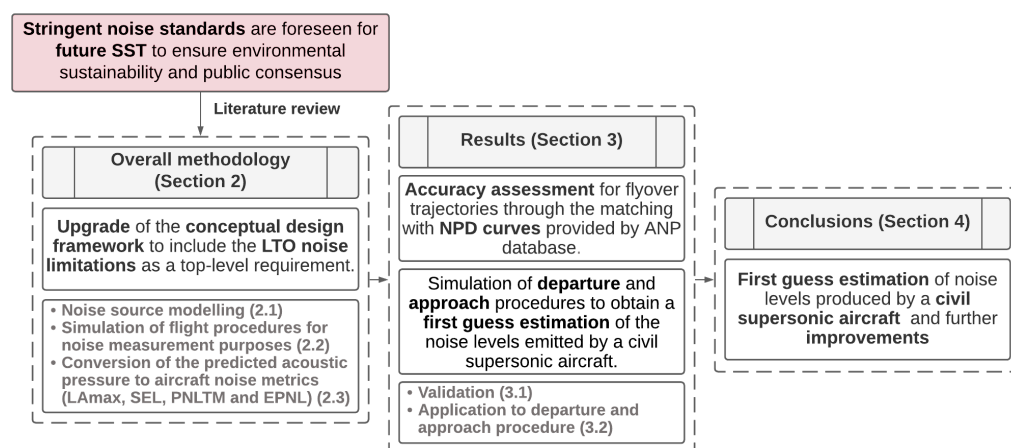 Stringent noise standards are foreseen for
future SST to ensure environmental
sustainability and public consensus
Literature review
Overall methodology
(Section 2)
Upgrade of the conceptual design
framework to include the LTO noise
limitations as a top-level requirement.
• Noise source modelling (2.1)
• Simulation of flight procedures for
noise measurement purposes (2.2)
• Conversion of the predicted acoustic
pressure to aircraft noise metrics
(LAmax, SEL, PNLTM and EPNL) (2.3)
Results (Section 3)
Accuracy assessment for flyover
trajectories through the matching
with NPD curves provided by ANP
database.
Simulation of departure and
approach procedures to obtain a
first guess estimation of the
noise levels emitted by a civil
supersonic aircraft.
• Validation (3.1)
• Application to departure and
approach procedure (3.2)
Conclusions (Section 4)
First guess estimation of noise
levels produced by a civil
supersonic aircraft and further
improvements